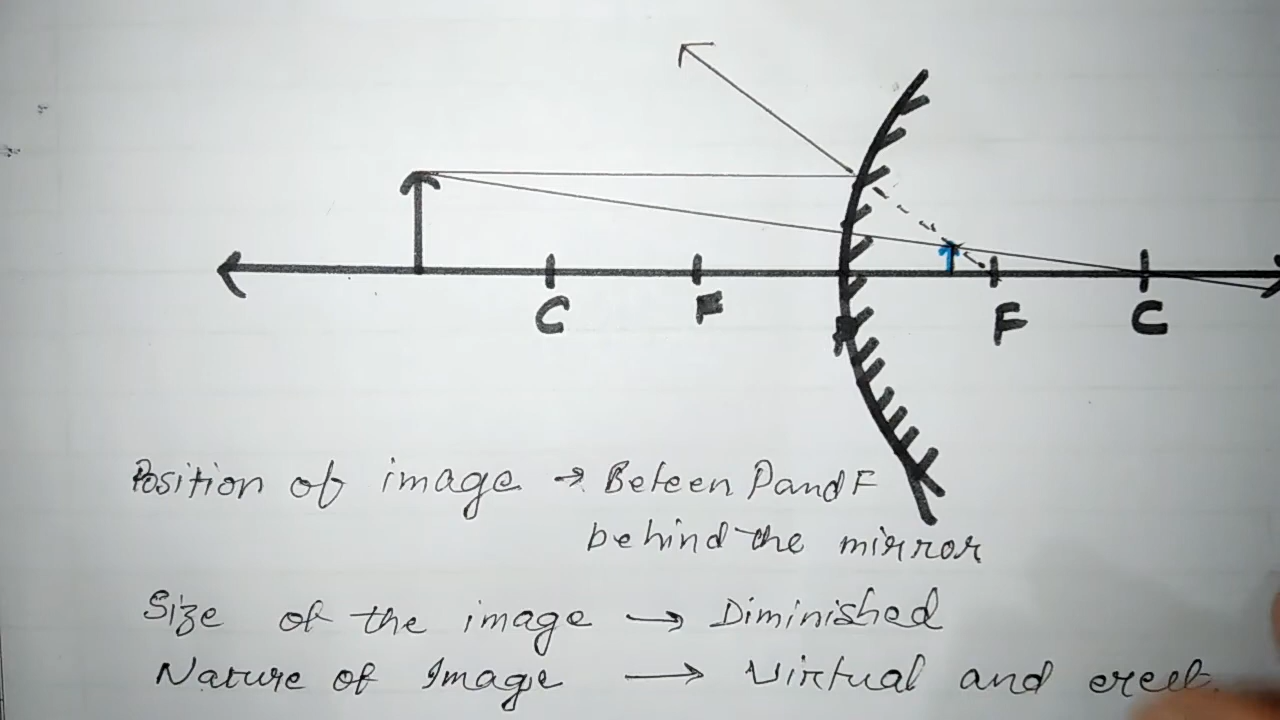 C F P F C
Position of image → Beteen P and F
behind the mirror
Size of the image → Diminished
Nature of Image → Virtual and erect.